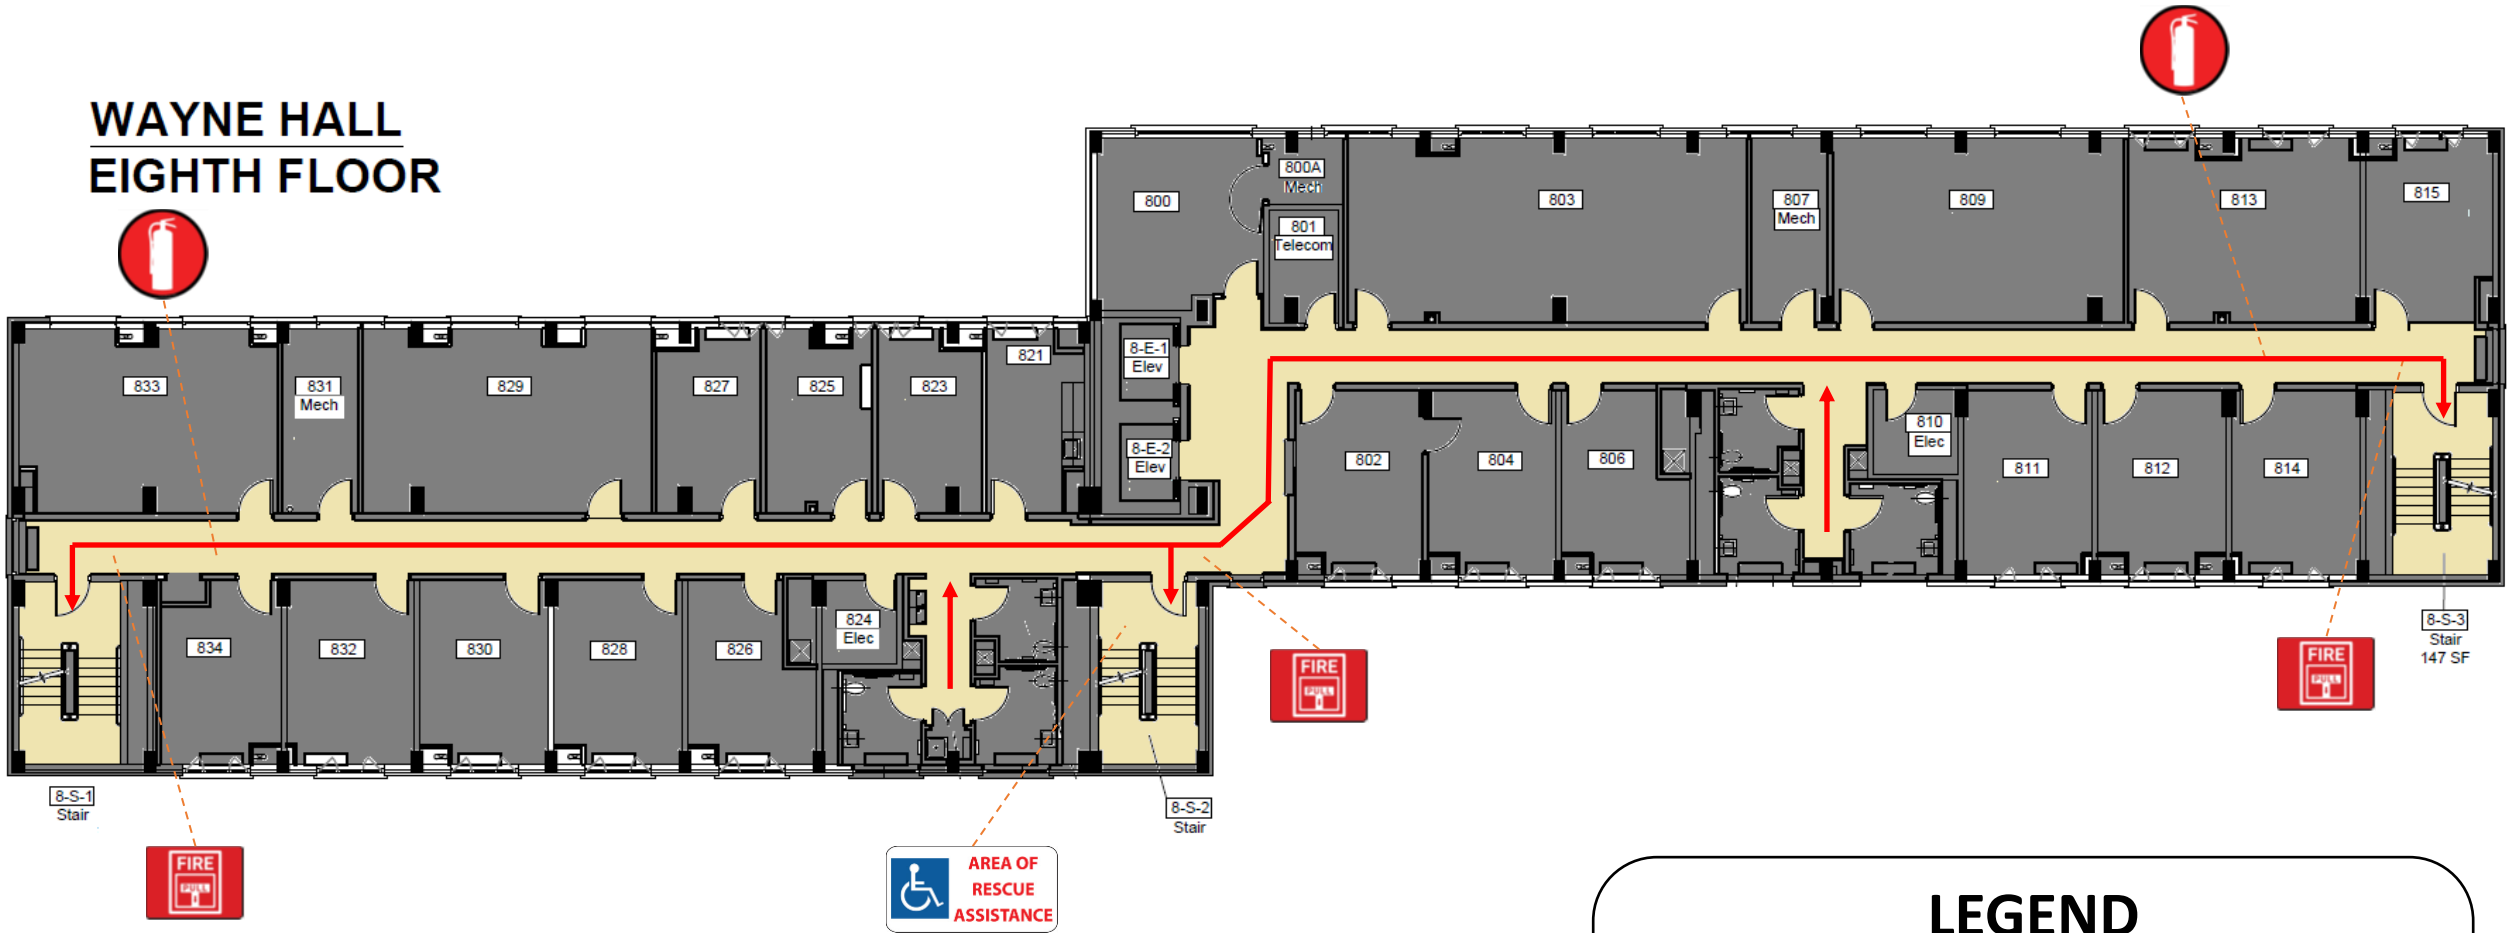 WAYNE HALL
EIGHTH FLOOR
800
800A
Mech
801
Telecom
803
807
Mech
809
813
815
8-E-1
Elev
8-E-2
Elev
833
831
Mech
829
827
825
823
821
802
804
806
810
Elec
811
812
814
834
832
830
828
826
824
Elec
8-S-1
Stair
8-S-2
Stair
8-S-3
Stair
147 SF
FIRE
PULL
FIRE
PULL
FIRE
PULL
AREA OF
RESCUE
ASSISTANCE
LEGEND